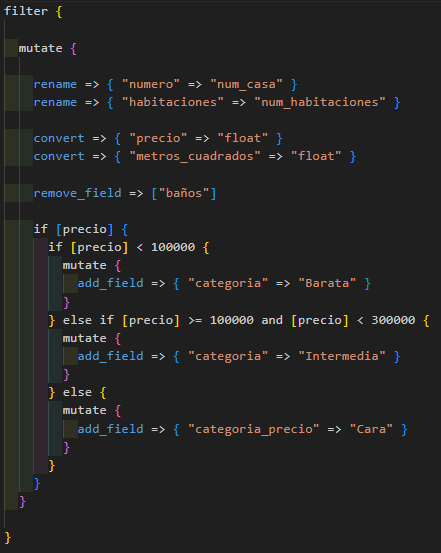 filter {
mutate {
rename => { "numero" => "num_casa" }
rename => { "habitaciones" => "num_habitaciones" }
convert => { "precio" => "float" }
convert => { "metros_cuadrados" => "float" }
remove_field => ["baños"]
if [precio] {
if [precio] < 100000 {
mutate {
add_field => { "categoria" => "Barata" }
}
} else if [precio] >= 100000 and [precio] < 300000 {
mutate {
add_field => { "categoria" => "Intermedia" }
}
} else {
mutate {
add_field => { "categoria_precio" => "Cara" }
}
}
}
}
}